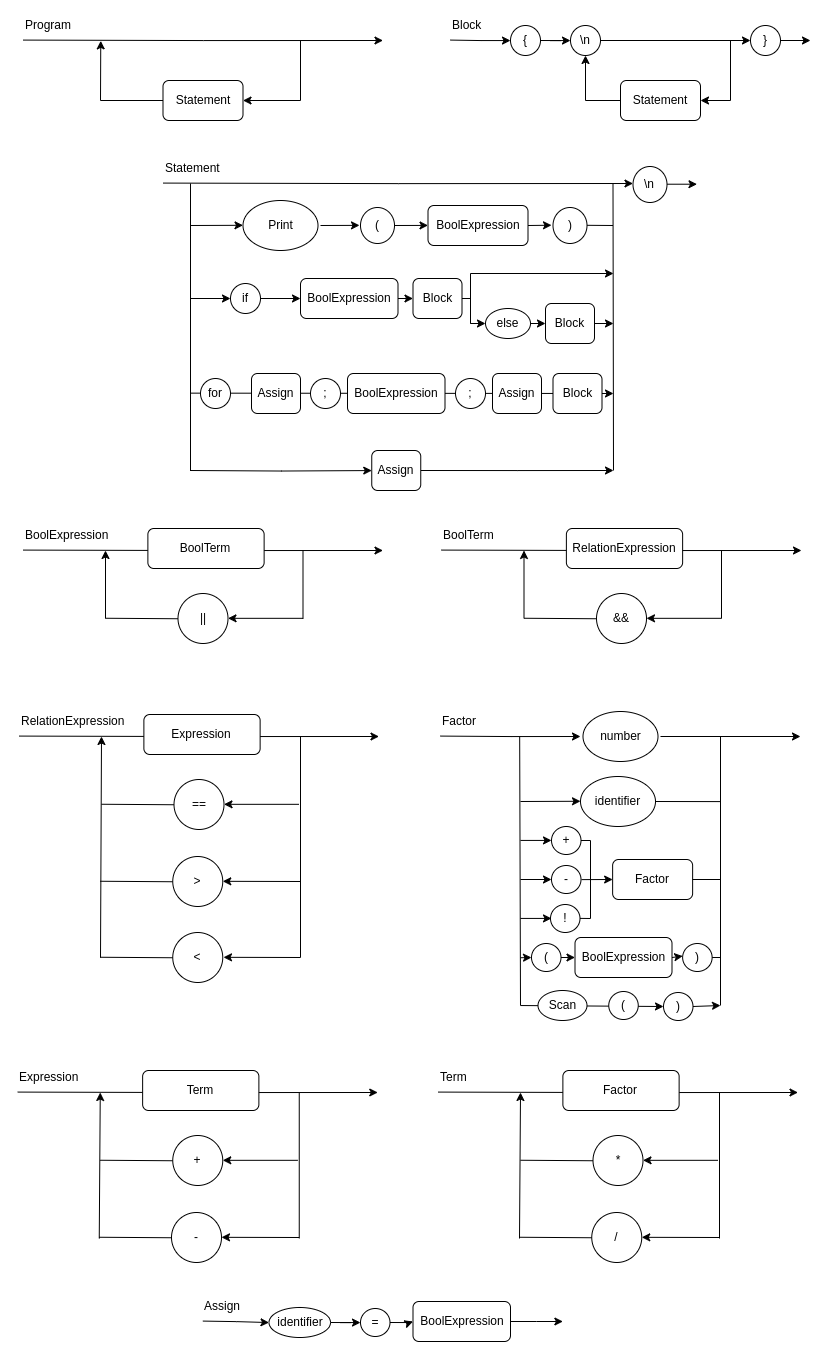 Program
Statement
Block
{
\n
}
Statement
Statement
\n
Print
(
BoolExpression
)
if
BoolExpression
Block
else
Block
for
Assign
;
BoolExpression
;
Assign
Block
Assign
BoolExpression
BoolTerm
||
BoolTerm
RelationExpression
&&
RelationExpression
Expression
==
>
<
Factor
number
identifier
+
-
!
Factor
(
BoolExpression
)
Scan
(
)
Expression
Term
+
-
Term
Factor
*
/
Assign
identifier
=
BoolExpression